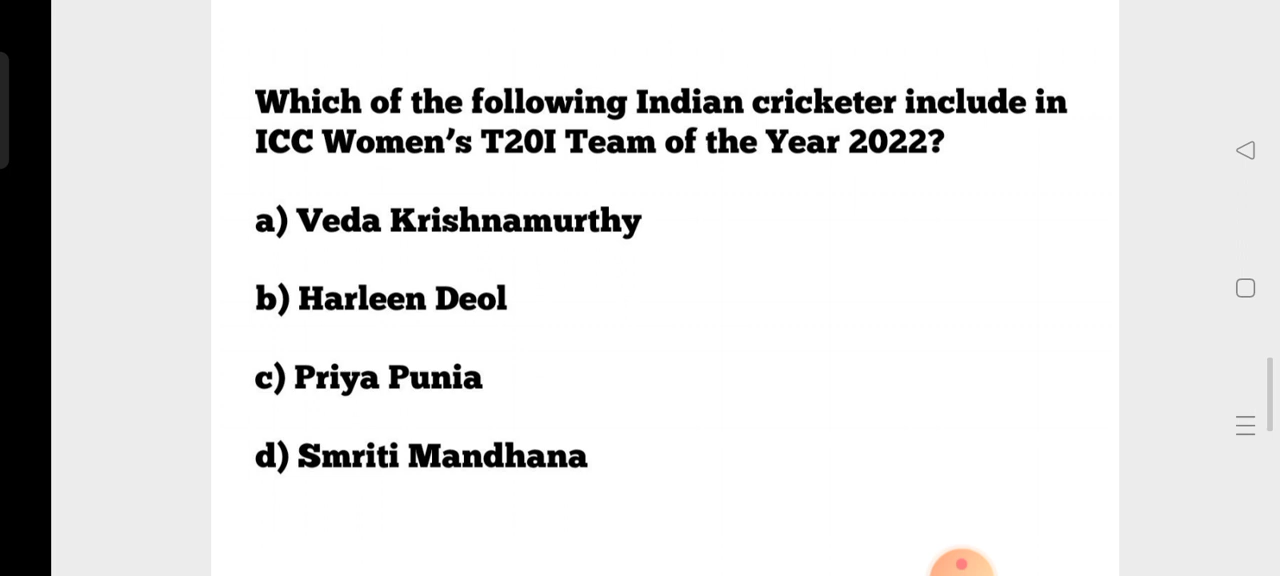 Which of the following Indian cricketer include in
ICC Women’s T20I Team of the Year 2022?
a) Veda Krishnamurthy
b) Harleen Deol
c) Priya Punia
d) Smriti Mandhana